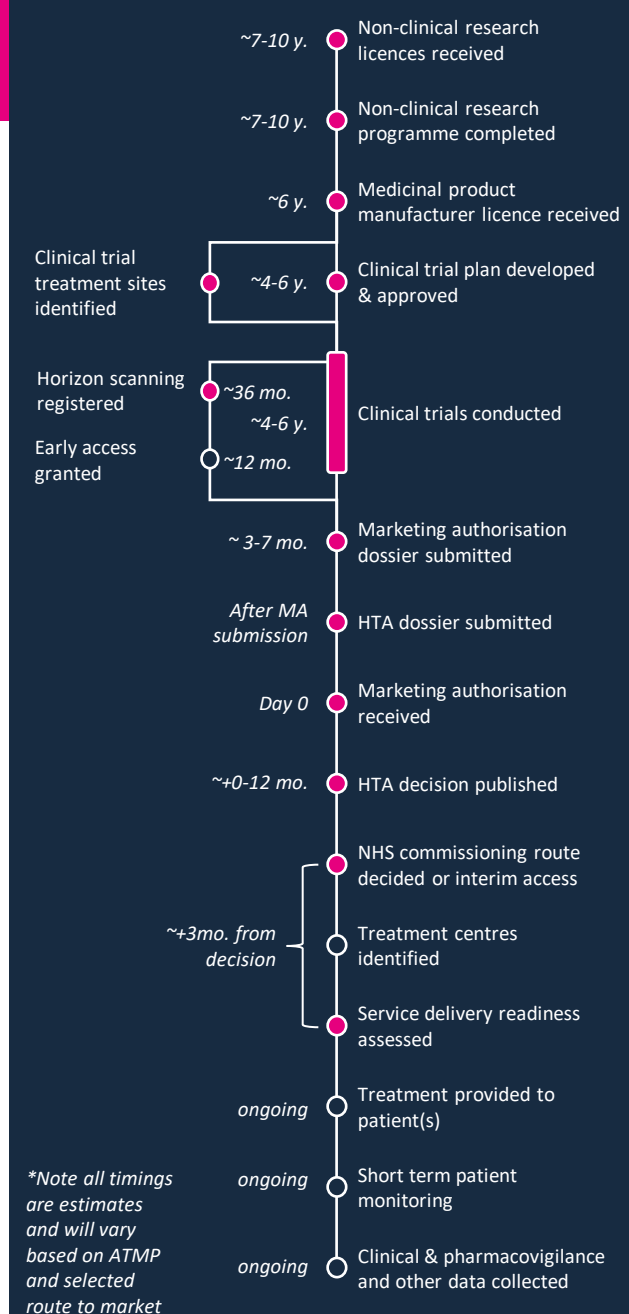 ~7-10 y.
Non-clinical research
licences received
~7-10 y.
Non-clinical research
programme completed
~6 y.
Medicinal product
manufacturer licence received
Clinical trial
treatment sites
identified
~4-6 y.
Clinical trial plan developed
& approved
Horizon scanning
registered
~36 mo.
~4-6 y.
Clinical trials conducted
Early access
granted
~12 mo.
~ 3-7 mo.
Marketing authorisation
dossier submitted
After MA
submission
HTA dossier submitted
Day 0
Marketing authorisation
received
~+0-12 mo.
HTA decision published
NHS commissioning route
decided or interim access
~+3mo. from
decision
Treatment centres
identified
Service delivery readiness
assessed
ongoing
Treatment provided to
patient(s)
ongoing
Short term patient
monitoring
ongoing
Clinical & pharmacovigilance
and other data collected
*Note all timings
are estimates
and will vary
based on ATMP
and selected
route to market